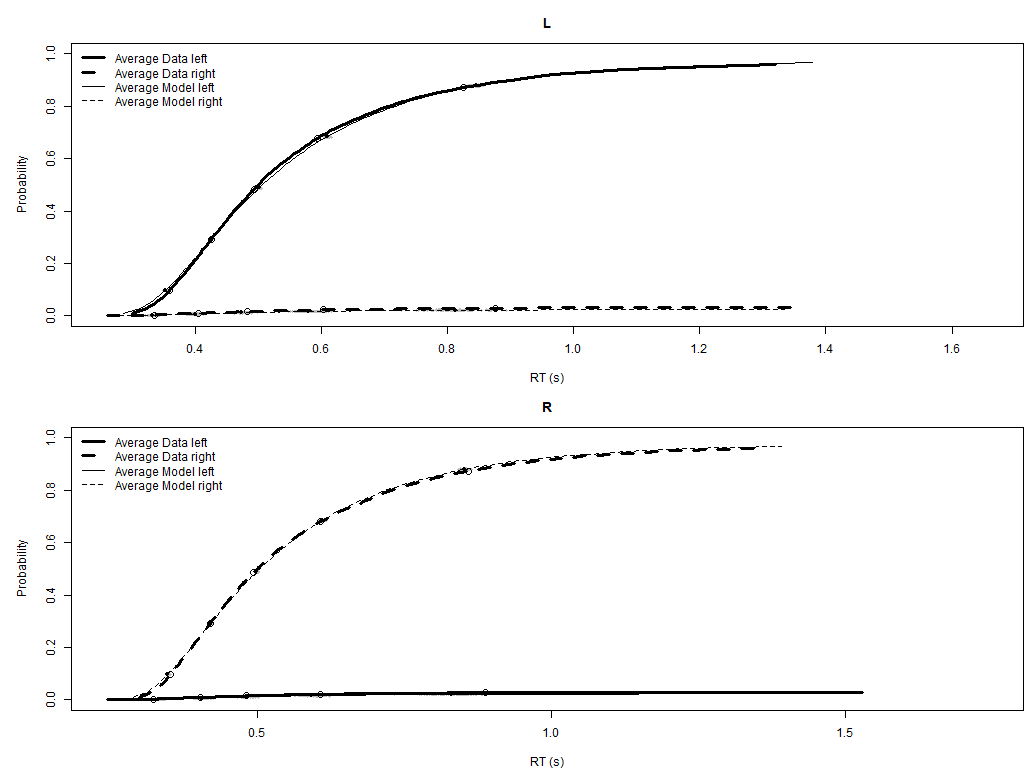 L
Average Data left
Average Data right
Average Model left
Average Model right
Probability
0.0 0.2 0.4 0.6 0.8 1.0
0.4 0.6 0.8 1.0 1.2 1.4 1.6
RT (s)
R
Average Data left
Average Data right
Average Model left
Average Model right
Probability
0.0 0.2 0.4 0.6 0.8 1.0
0.5 1.0 1.5
RT (s)